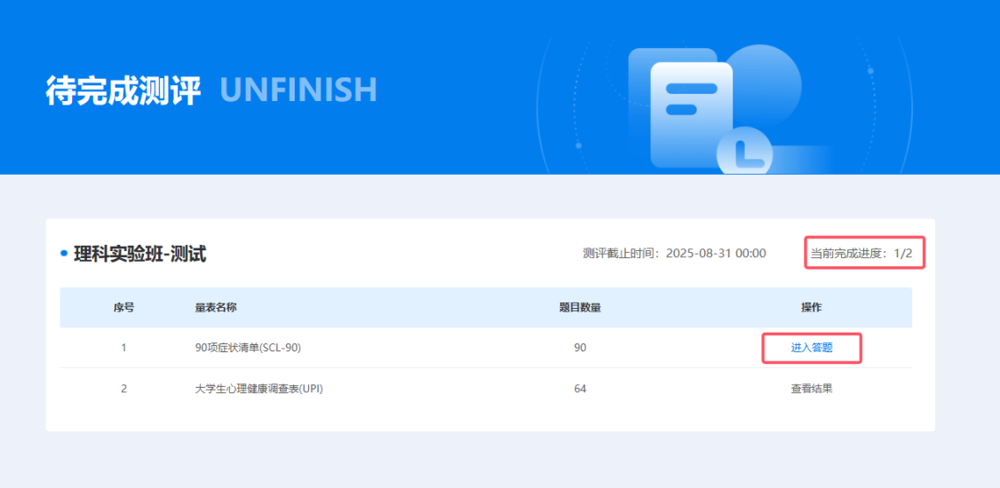 待完成测评 UNFINISH
理科实验班-测试 测评截止时间：2025-08-31 00:00 当前完成进度：1/2
序号 量表名称 题目数量 操作
1 90项症状清单(SCL-90) 90 进入答题
2 大学生心理健康调查表(UPI) 64 查看结果